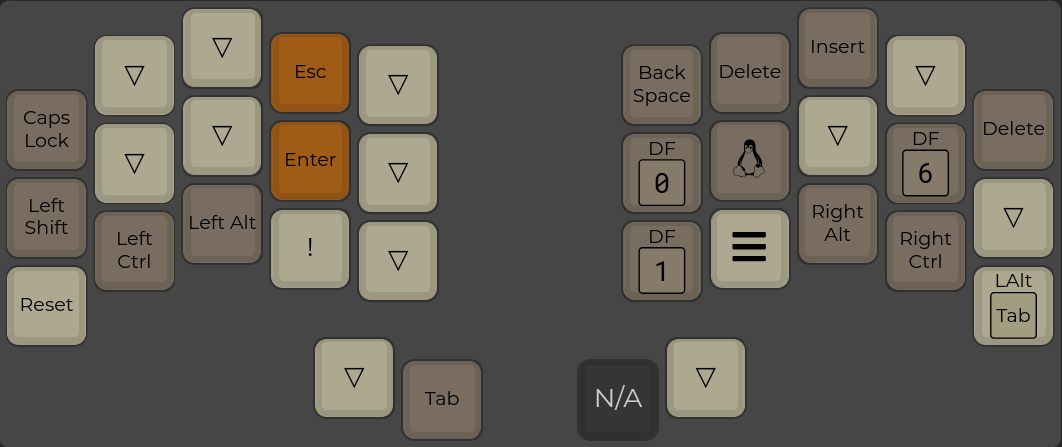 Insert
Esc
Delete
Back
Space
Caps
Lock
Delete
Enter
DF
0
DF
6
Left
Shift
Left Alt
Right
Alt
Left
Ctrl
!
DF
1
Right
Ctrl
Reset
LAlt
Tab
Tab
N/A